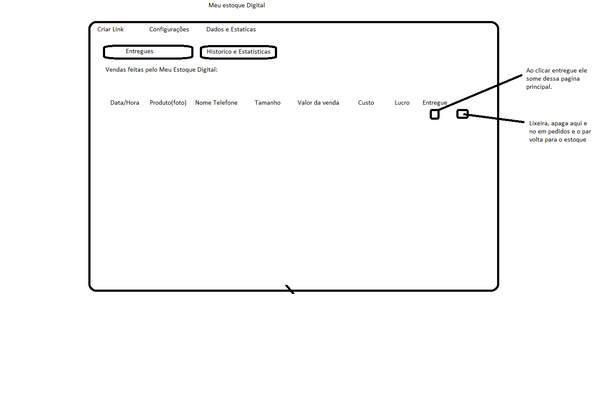 Meu estoque Digital
Criar Link Configurações Dados e Estaticas
Entregues Historico e Estatísticas
Vendas feitas pelo Meu Estoque Digital:
Data/Hora Produto(foto) Nome Telefone Tamanho Valor da venda Custo Lucro Entregue
Ao clicar entregue ele
some dessa pagina
principal.
Lixeira, apaga aqui e
no em pedidos e o par
volta para o estoque